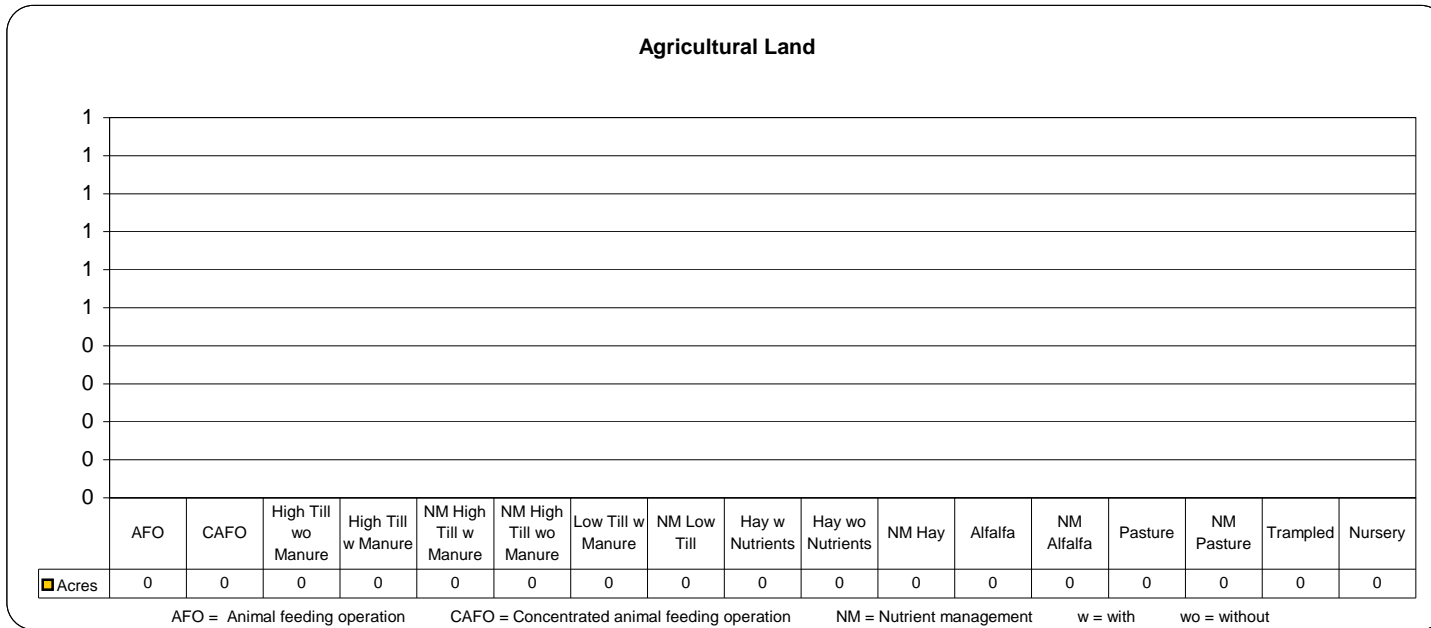 Agricultural Land
1
1
1
1
1
1
0
0
0
0
0
AFO CAFO High Till wo Manure High Till w Manure NM High Till w Manure NM High Till wo Manure Low Till w Manure NM Low Till Hay w Nutrients Hay wo Nutrients NM Hay Alfalfa NM Alfalfa Pasture NM Pasture Trampled Nursery
Acres 0 0 0 0 0 0 0 0 0 0 0 0 0 0 0 0 0
AFO = Animal feeding operation CAFO = Concentrated animal feeding operation NM = Nutrient management w = with wo = without